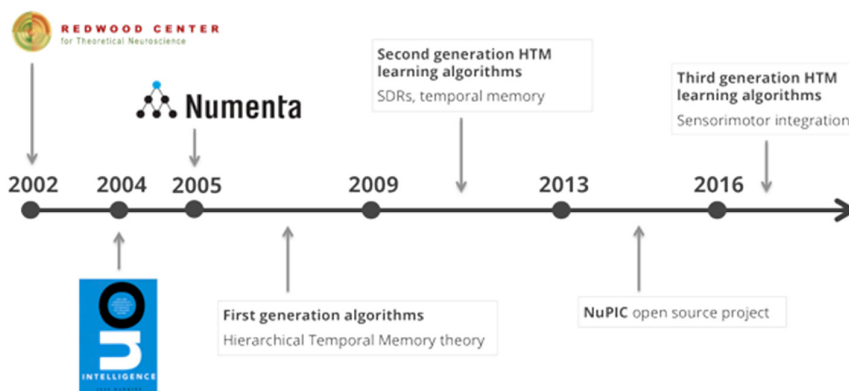 REDWOOD CENTER
for Theoretical Neuroscience
Numenta
Second generation HTM
learning algorithms
SDRs, temporal memory
Third generation HTM
learning algorithms
Sensorimotor integration
2002
2004
2005
2009
2013
2016
On
INTELLIGENCE
First generation algorithms
Hierarchical Temporal Memory theory
NuPIC open source project